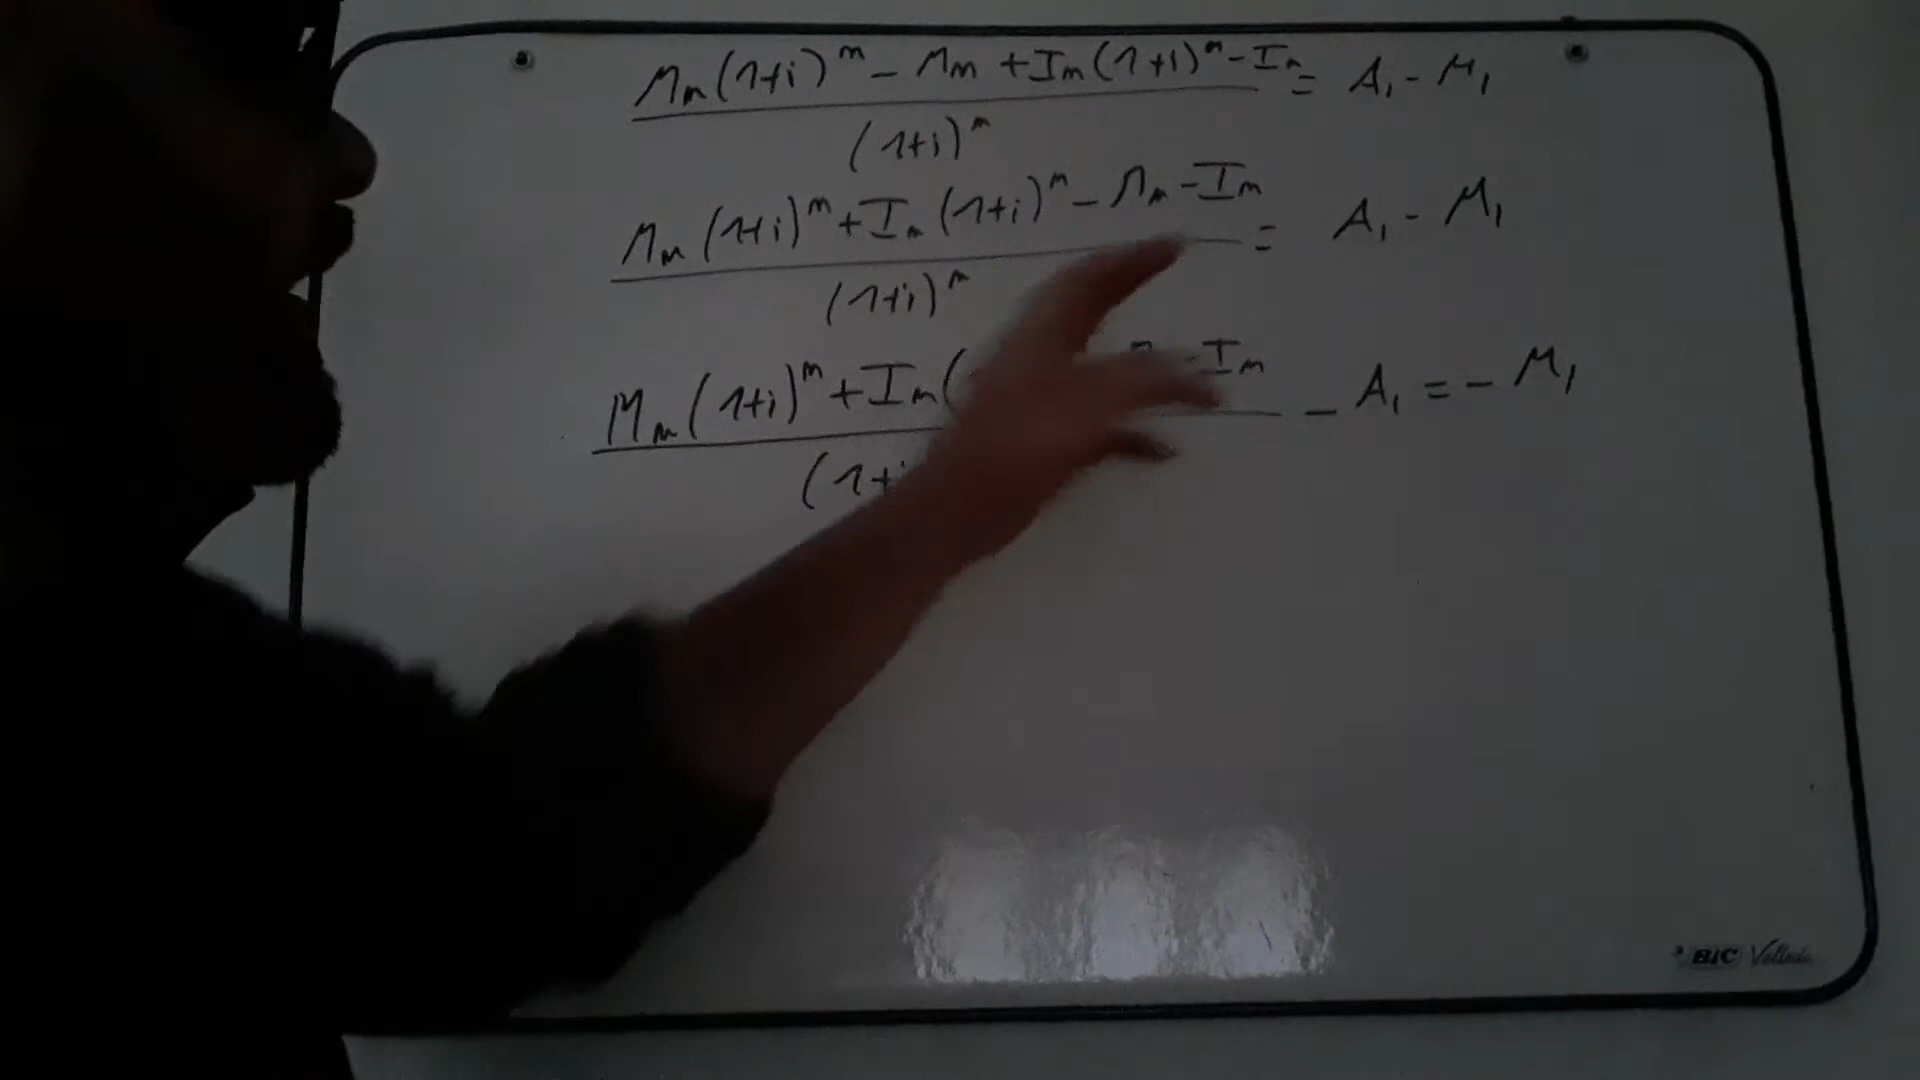 Mm(1+i)^m - Mm + Im(1+i)^m - Im = A1 - M1
(1+i)^m
Mm(1+i)^m + Im(1+i)^m - Mm - Im = A1 - M1
(1+i)^m
Mm(1+i)^m + Im( - Im - A1 = - M1
(1+i
BIC Velleda